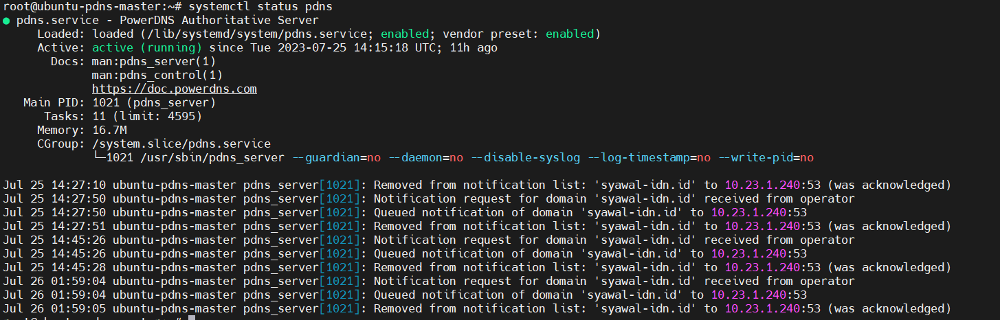 root@ubuntu-pdns-master:~# systemctl status pdns
● pdns.service - PowerDNS Authoritative Server
Loaded: loaded (/lib/systemd/system/pdns.service; enabled; vendor preset: enabled)
Active: active (running) since Tue 2023-07-25 14:15:18 UTC; 11h ago
Docs: man:pdns_server(1)
man:pdns_control(1)
https://doc.powerdns.com
Main PID: 1021 (pdns_server)
Tasks: 11 (limit: 4595)
Memory: 16.7M
CGroup: /system.slice/pdns.service
└─1021 /usr/sbin/pdns_server --guardian=no --daemon=no --disable-syslog --log-timestamp=no --write-pid=no
Jul 25 14:27:10 ubuntu-pdns-master pdns_server[1021]: Removed from notification list: 'syawal-idn.id' to 10.23.1.240:53 (was acknowledged)
Jul 25 14:27:50 ubuntu-pdns-master pdns_server[1021]: Notification request for domain 'syawal-idn.id' received from operator
Jul 25 14:27:50 ubuntu-pdns-master pdns_server[1021]: Queued notification of domain 'syawal-idn.id' to 10.23.1.240:53
Jul 25 14:27:51 ubuntu-pdns-master pdns_server[1021]: Removed from notification list: 'syawal-idn.id' to 10.23.1.240:53 (was acknowledged)
Jul 25 14:45:26 ubuntu-pdns-master pdns_server[1021]: Notification request for domain 'syawal-idn.id' received from operator
Jul 25 14:45:26 ubuntu-pdns-master pdns_server[1021]: Queued notification of domain 'syawal-idn.id' to 10.23.1.240:53
Jul 25 14:45:28 ubuntu-pdns-master pdns_server[1021]: Removed from notification list: 'syawal-idn.id' to 10.23.1.240:53 (was acknowledged)
Jul 26 01:59:04 ubuntu-pdns-master pdns_server[1021]: Notification request for domain 'syawal-idn.id' received from operator
Jul 26 01:59:04 ubuntu-pdns-master pdns_server[1021]: Queued notification of domain 'syawal-idn.id' to 10.23.1.240:53
Jul 26 01:59:05 ubuntu-pdns-master pdns_server[1021]: Removed from notification list: 'syawal-idn.id' to 10.23.1.240:53 (was acknowledged)